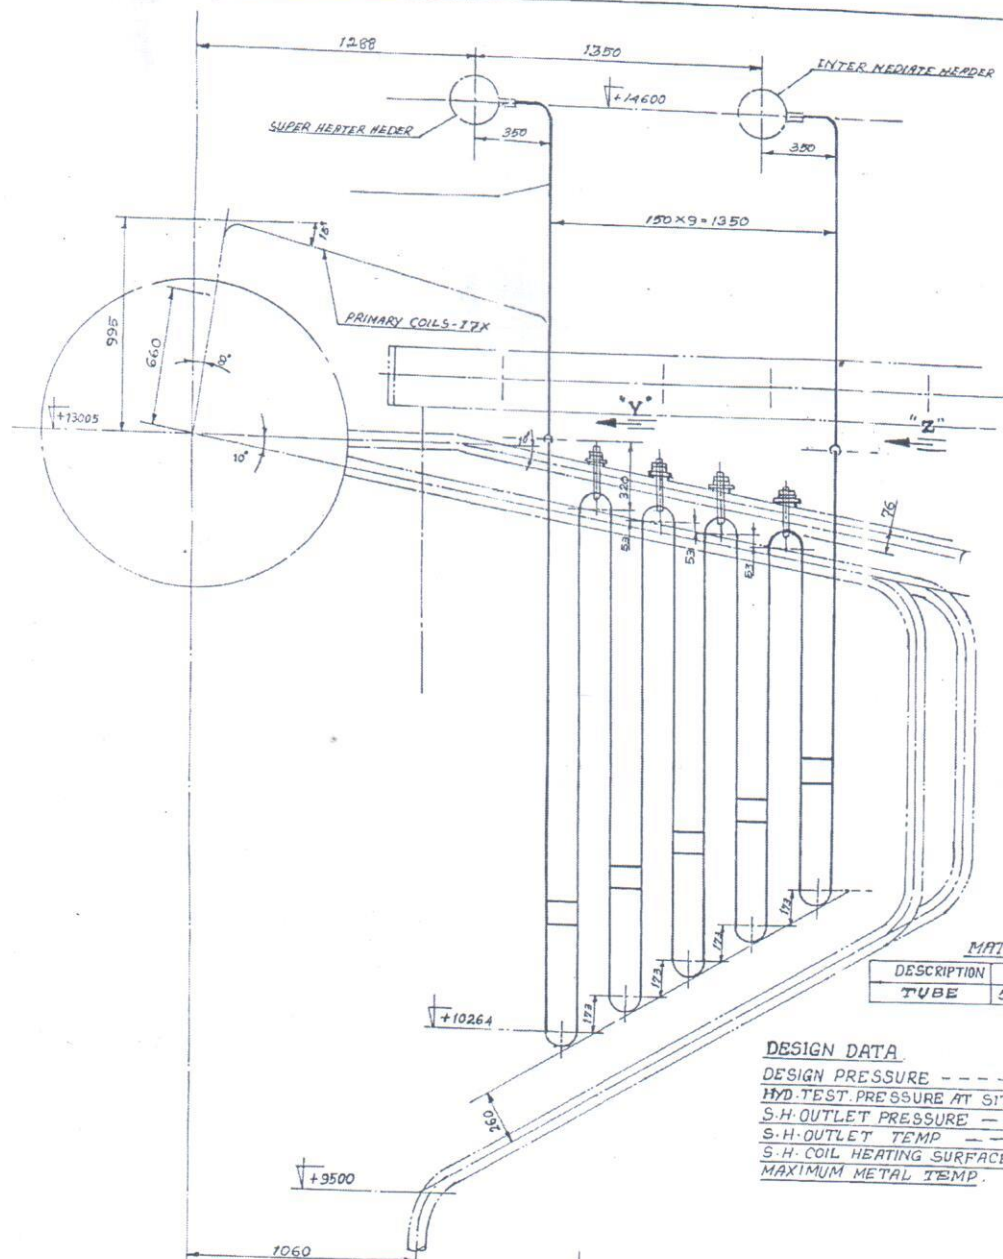 1288
1350
ENTER MEDIATE HEADER
+14600
SUPER HEATER HEDER
350
350
150×9=1350
18°
995
660
PRIMARY COILS-17X
+13005
10°
"Y"
"Z"
10°
320
76
53
53
53
173
173
173
173
+10264
MAT
DESCRIPTION
TUBE
DESIGN DATA
DESIGN PRESSURE ----
HYD.TEST.PRESSURE AT SIT
S.H.OUTLET PRESSURE —
S.H.OUTLET TEMP ——
S.H.COIL HEATING SURFACE
MAXIMUM METAL TEMP.
260
+9500
1060